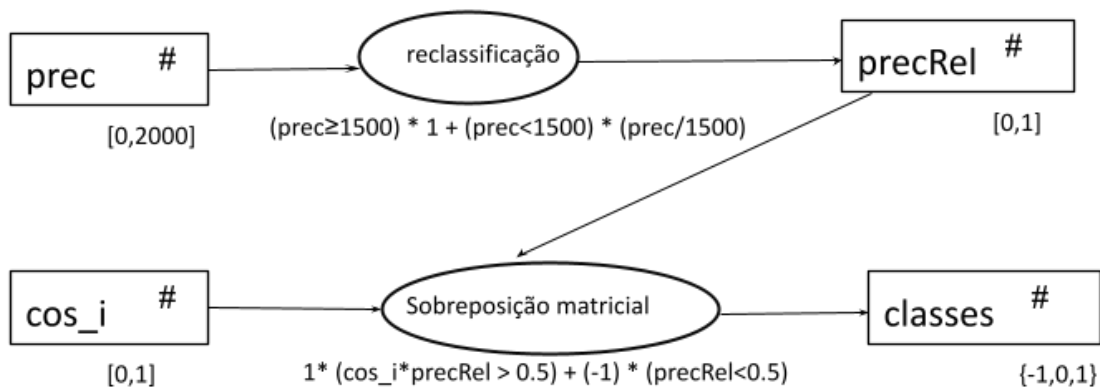 prec #
reclassificação
precRel #
[0,2000]
(prec≥1500) * 1 + (prec<1500) * (prec/1500)
[0,1]
cos_i #
Sobreposição matricial
classes #
[0,1]
1* (cos_i*precRel > 0.5) + (-1) * (precRel<0.5)
{-1,0,1}